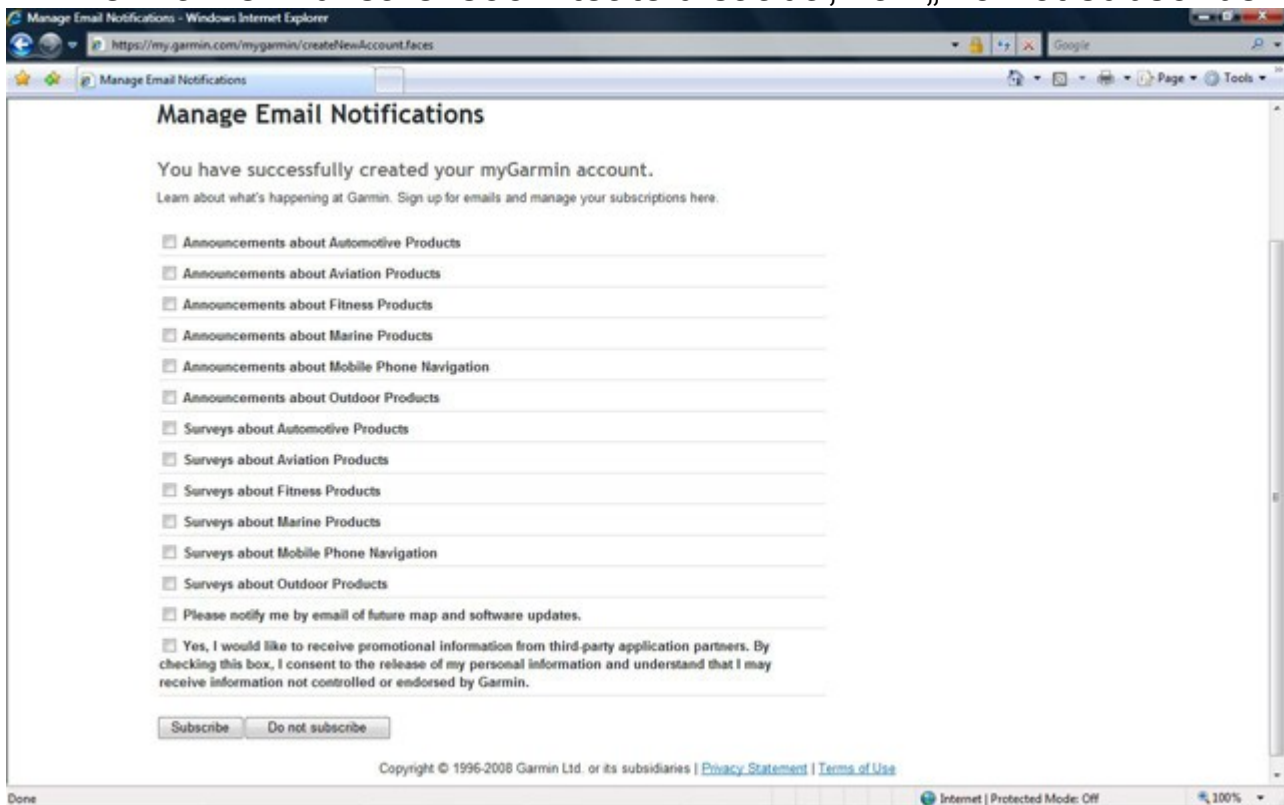 Manage Email Notifications - Windows Internet Explorer
https://my.garmin.com/mygarmin/createNewAccount.faces
Google
Manage Email Notifications
Page
Tools
Manage Email Notifications
You have successfully created your myGarmin account.
Learn about what's happening at Garmin. Sign up for emails and manage your subscriptions here.
Announcements about Automotive Products
Announcements about Aviation Products
Announcements about Fitness Products
Announcements about Marine Products
Announcements about Mobile Phone Navigation
Announcements about Outdoor Products
Surveys about Automotive Products
Surveys about Aviation Products
Surveys about Fitness Products
Surveys about Marine Products
Surveys about Mobile Phone Navigation
Surveys about Outdoor Products
Please notify me by email of future map and software updates.
Yes, I would like to receive promotional information from third-party application partners. By
checking this box, I consent to the release of my personal information and understand that I may
receive information not controlled or endorsed by Garmin.
Subscribe
Do not subscribe
Copyright © 1996-2008 Garmin Ltd. or its subsidiaries | Privacy Statement | Terms of Use
Done
Internet | Protected Mode: Off
100%